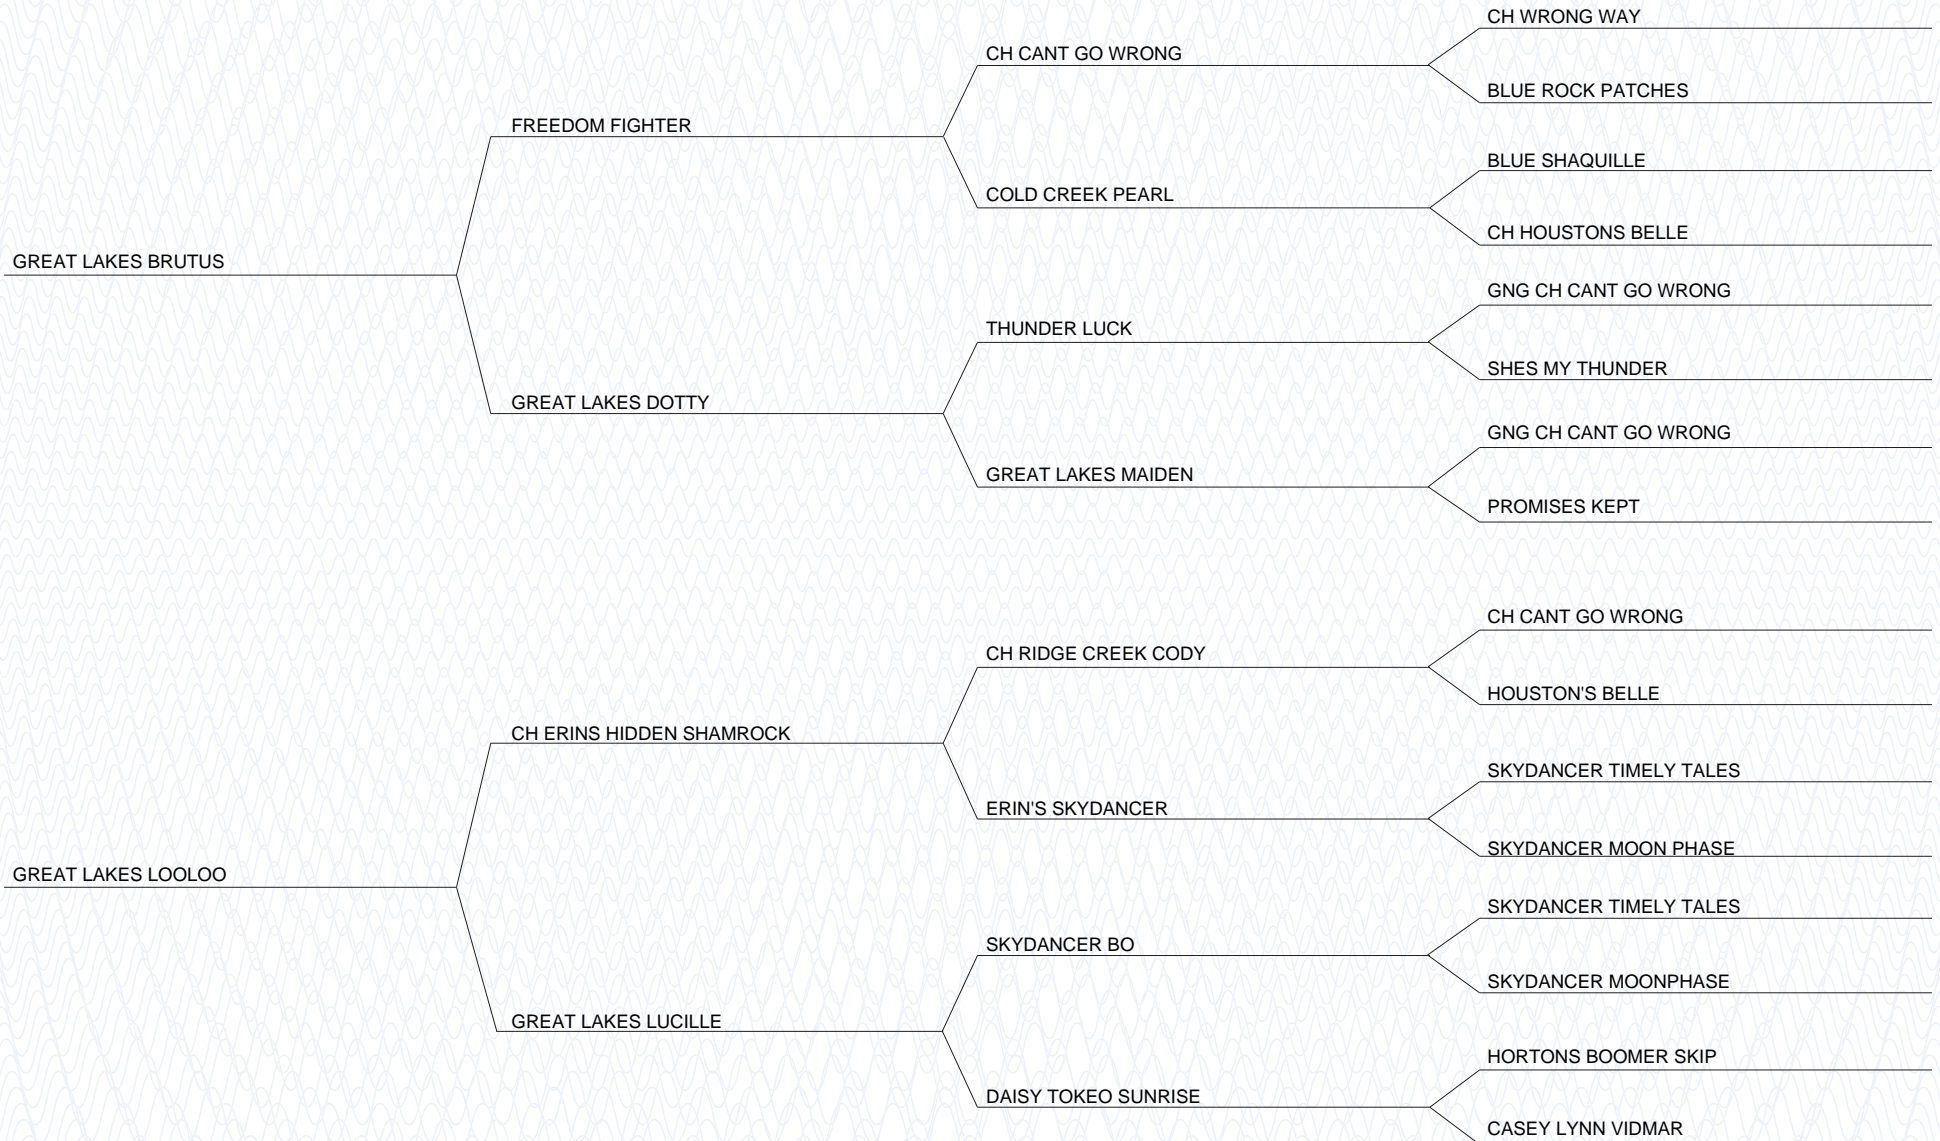 CH WRONG WAY
CH CANT GO WRONG
BLUE ROCK PATCHES
FREEDOM FIGHTER
BLUE SHAQUILLE
COLD CREEK PEARL
CH HOUSTONS BELLE
GREAT LAKES BRUTUS
GNG CH CANT GO WRONG
THUNDER LUCK
SHES MY THUNDER
GREAT LAKES DOTTY
GNG CH CANT GO WRONG
GREAT LAKES MAIDEN
PROMISES KEPT
CH CANT GO WRONG
CH RIDGE CREEK CODY
HOUSTON'S BELLE
CH ERINS HIDDEN SHAMROCK
SKYDANCER TIMELY TALES
ERIN'S SKYDANCER
SKYDANCER MOON PHASE
GREAT LAKES LOOLOO
SKYDANCER TIMELY TALES
SKYDANCER BO
SKYDANCER MOONPHASE
GREAT LAKES LUCILLE
HORTONS BOOMER SKIP
DAISY TOKEO SUNRISE
CASEY LYNN VIDMAR